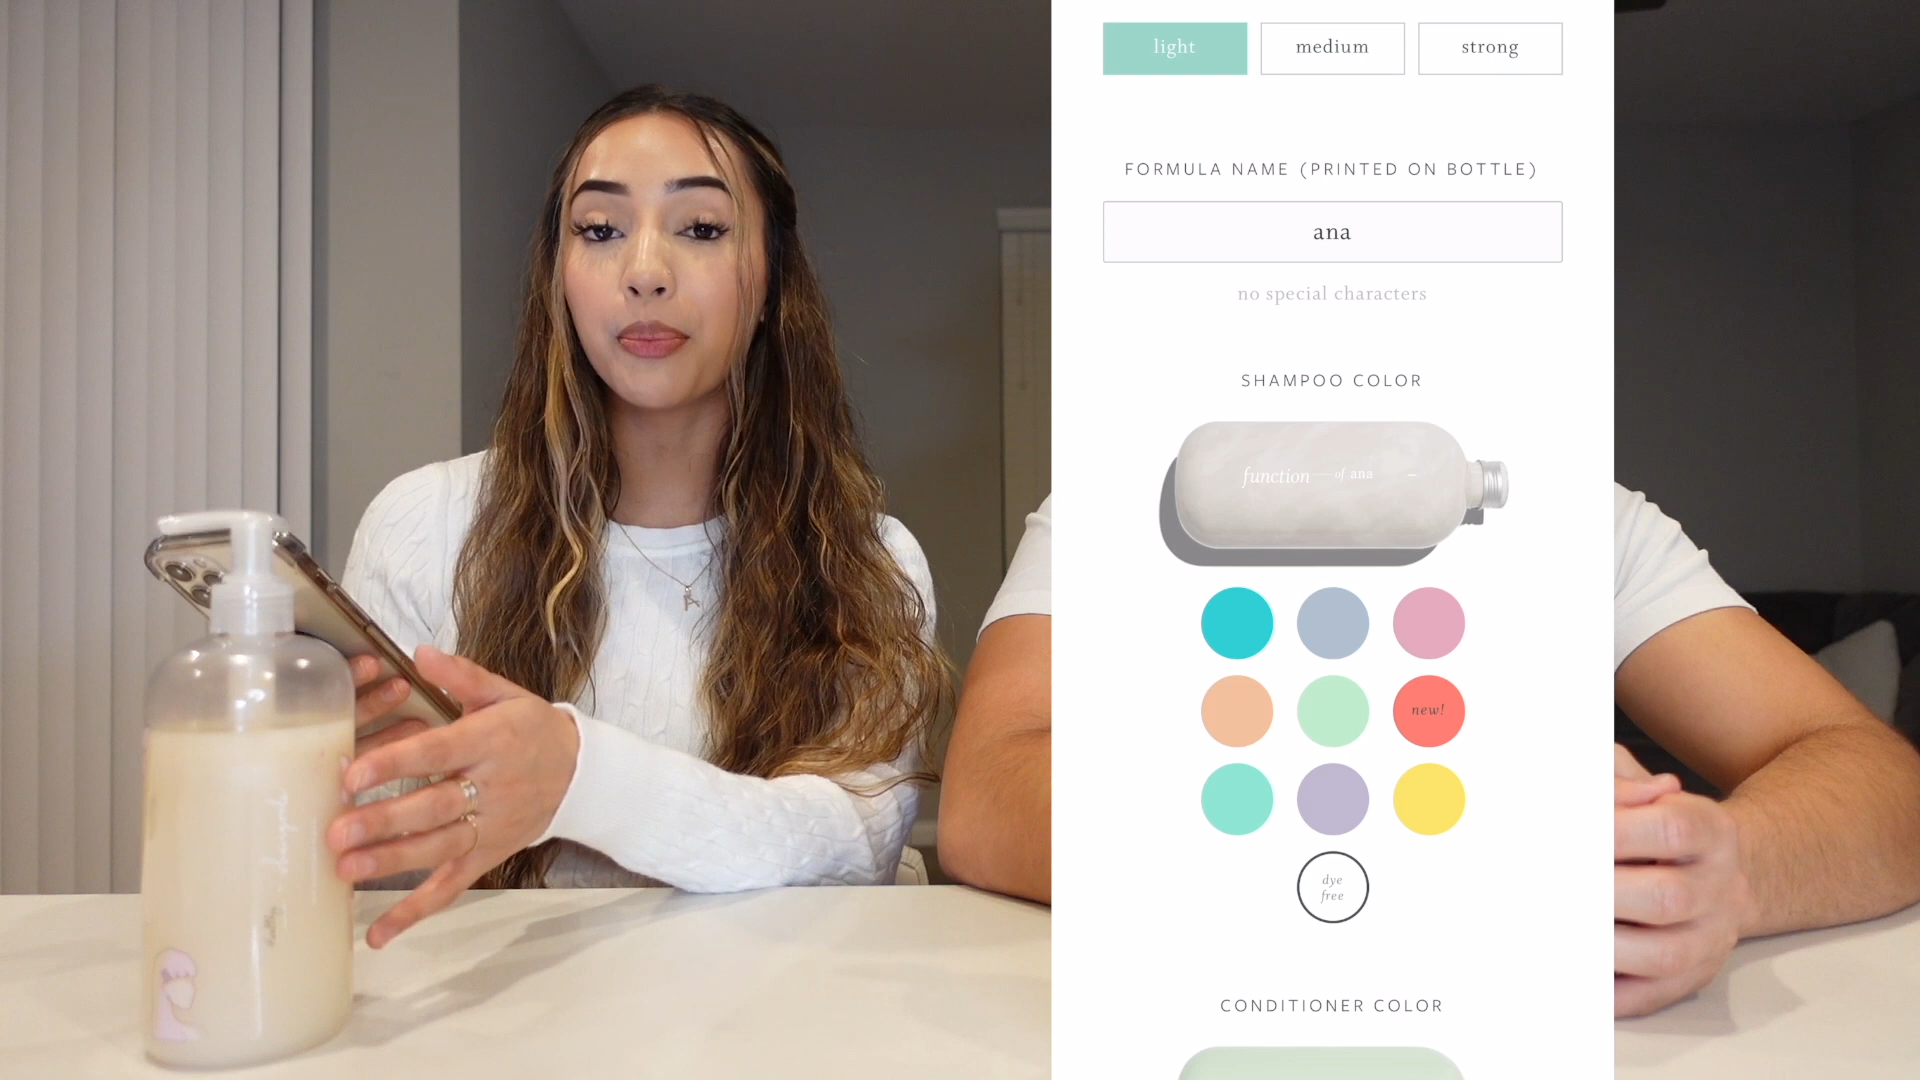 light
medium
strong
FORMULA NAME (PRINTED ON BOTTLE)
ana
no special characters
SHAMPOO COLOR
function of ana
new!
dye
free
CONDITIONER COLOR
A